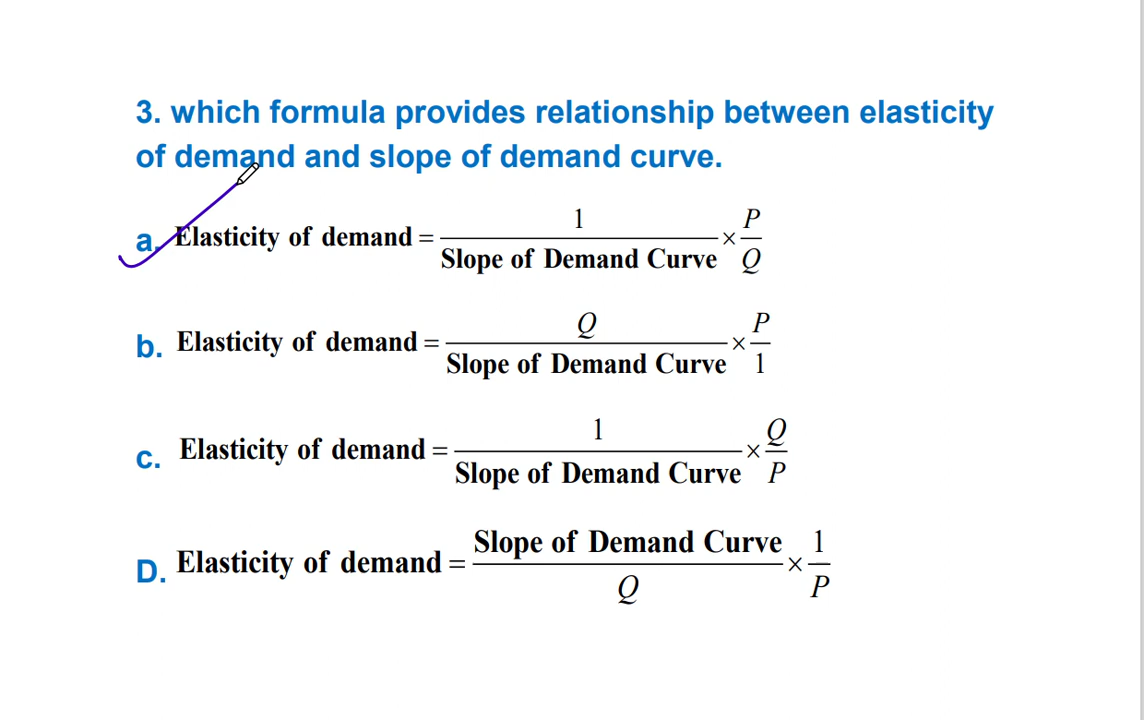 3. which formula provides relationship between elasticity
of demand and slope of demand curve.
a. Elasticity of demand = 1 / Slope of Demand Curve × P / Q
b. Elasticity of demand = Q / Slope of Demand Curve × P / 1
c. Elasticity of demand = 1 / Slope of Demand Curve × Q / P
D. Elasticity of demand = Slope of Demand Curve / Q × 1 / P